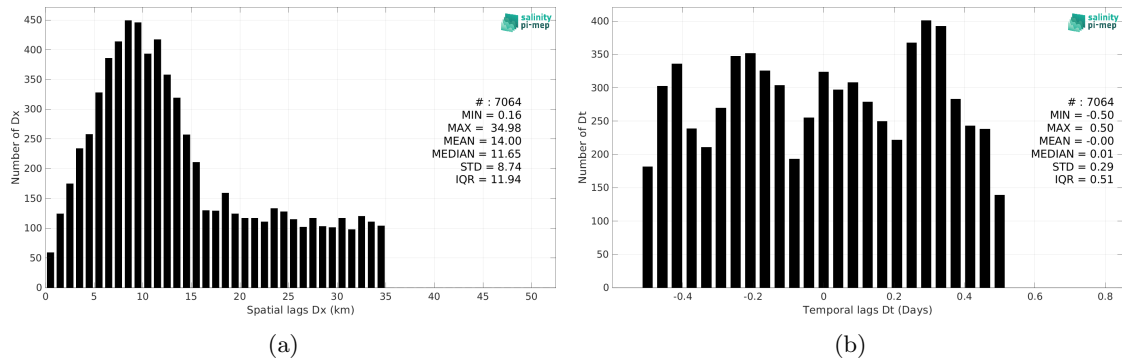 450
400
350
300
250
200
150
100
50
0
Number of Dx
0 5 10 15 20 25 30 35 40 45 50
Spatial lags Dx (km)
salinity
pi-mep
# : 7064
MIN = 0.16
MAX = 34.98
MEAN = 14.00
MEDIAN = 11.65
STD = 8.74
IQR = 11.94
(a)
400
350
300
250
200
150
100
50
0
Number of Dt
-0.4 -0.2 0 0.2 0.4 0.6 0.8
Temporal lags Dt (Days)
salinity
pi-mep
# : 7064
MIN = -0.50
MAX = 0.50
MEAN = -0.00
MEDIAN = 0.01
STD = 0.29
IQR = 0.51
(b)